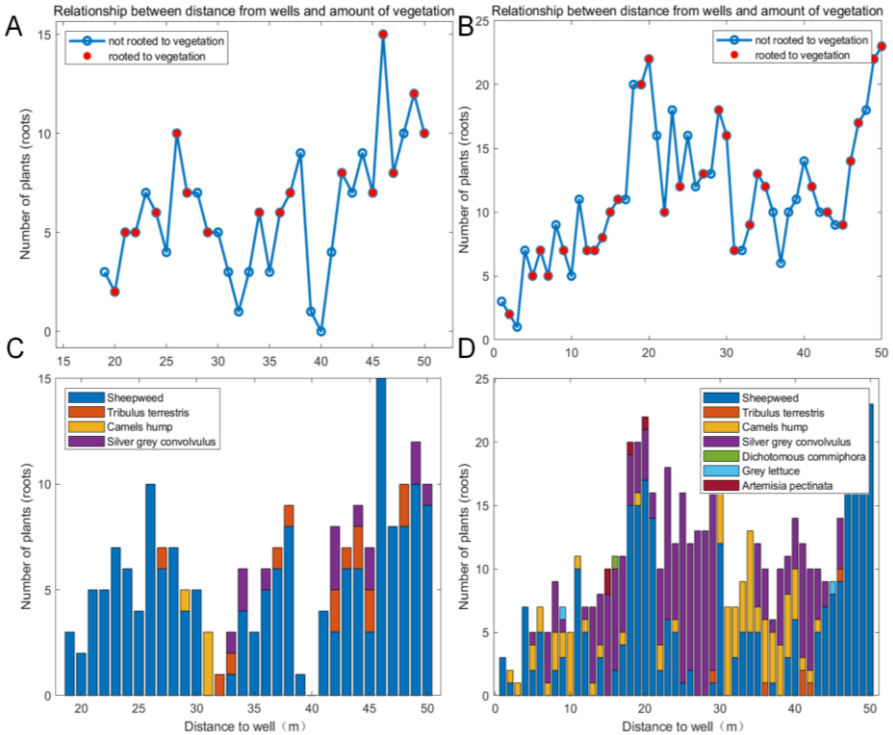 A
Relationship between distance from wells and amount of vegetation
15
10
5
0
Number of plants (roots)
not rooted to vegetation
rooted to vegetation
15 20 25 30 35 40 45 50
B
Relationship between distance from wells and amount of vegetation
25
20
15
10
5
0
Number of plants (roots)
not rooted to vegetation
rooted to vegetation
0 10 20 30 40 50
C
15
10
5
0
Number of plants (roots)
Sheepweed
Tribulus terrestris
Camels hump
Silver grey convolvulus
20 25 30 35 40 45 50
Distance to well（m）
D
25
20
15
10
5
0
Number of plants (roots)
Sheepweed
Tribulus terrestris
Camels hump
Silver grey convolvulus
Dichotomous commiphora
Grey lettuce
Artemisia pectinata
0 10 20 30 40 50
Distance to well（m）